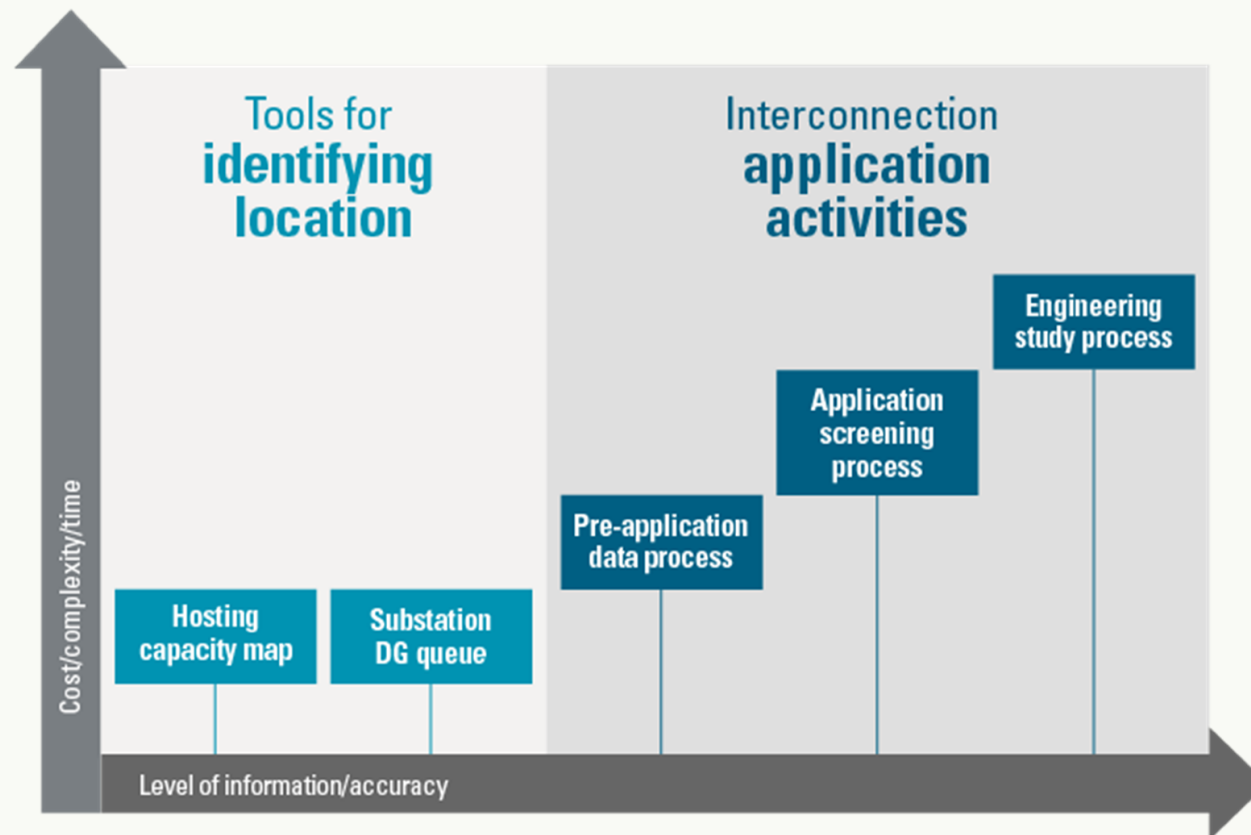 Tools for
identifying
location
Interconnection
application
activities
Engineering
study process
Application
screening
process
Pre-application
data process
Hosting
capacity map
Substation
DG queue
Cost/complexity/time
Level of information/accuracy